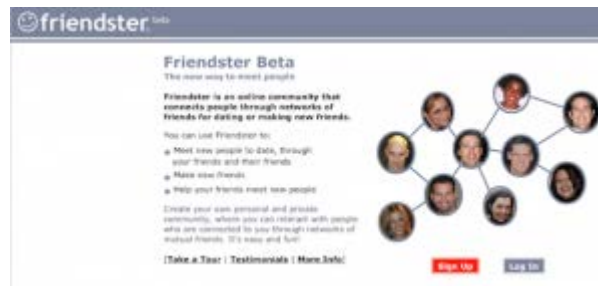 friendster beta
Friendster Beta
The new way to meet people
Friendster is an online community that
connects people through networks of
friends for dating or making new friends.
You can use Friendster to:
Meet new people to date, through
your friends and their friends
Make new friends
Help your friends meet new people
Create your own personal and private
community, where you can interact with people
who are connected to you through networks of
mutual friends. It's easy and fun!
[Take a Tour | Testimonials | More Info]
Sign Up Log In